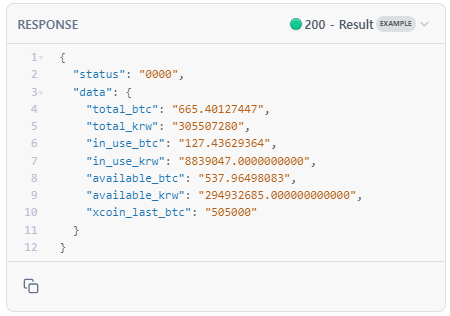 RESPONSE 200 - Result EXAMPLE
1 {
2 "status": "0000",
3 "data": {
4 "total_btc": "665.40127447",
5 "total_krw": "305507280",
6 "in_use_btc": "127.43629364",
7 "in_use_krw": "8839047.0000000000",
8 "available_btc": "537.96498083",
9 "available_krw": "294932685.000000000000",
10 "xcoin_last_btc": "505000"
11 }
12 }